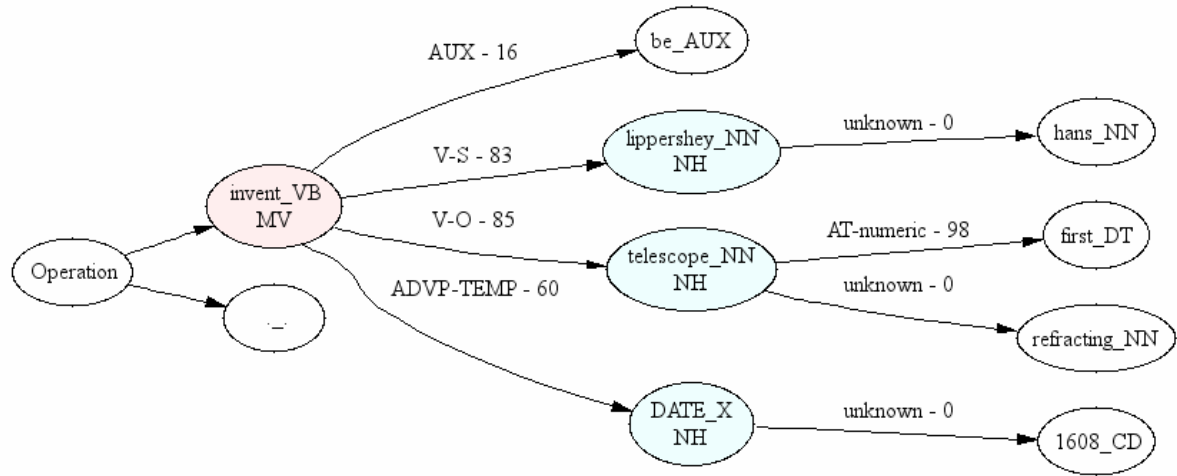 be_AUX
AUX - 16
lippershey_NN
NH
unknown - 0
hans_NN
V-S - 83
invent_VB
MV
V-O - 85
AT-numeric - 98
first_DT
Operation
telescope_NN
NH
ADVP-TEMP - 60
unknown - 0
._.
refracting_NN
DATE_X
NH
unknown - 0
1608_CD